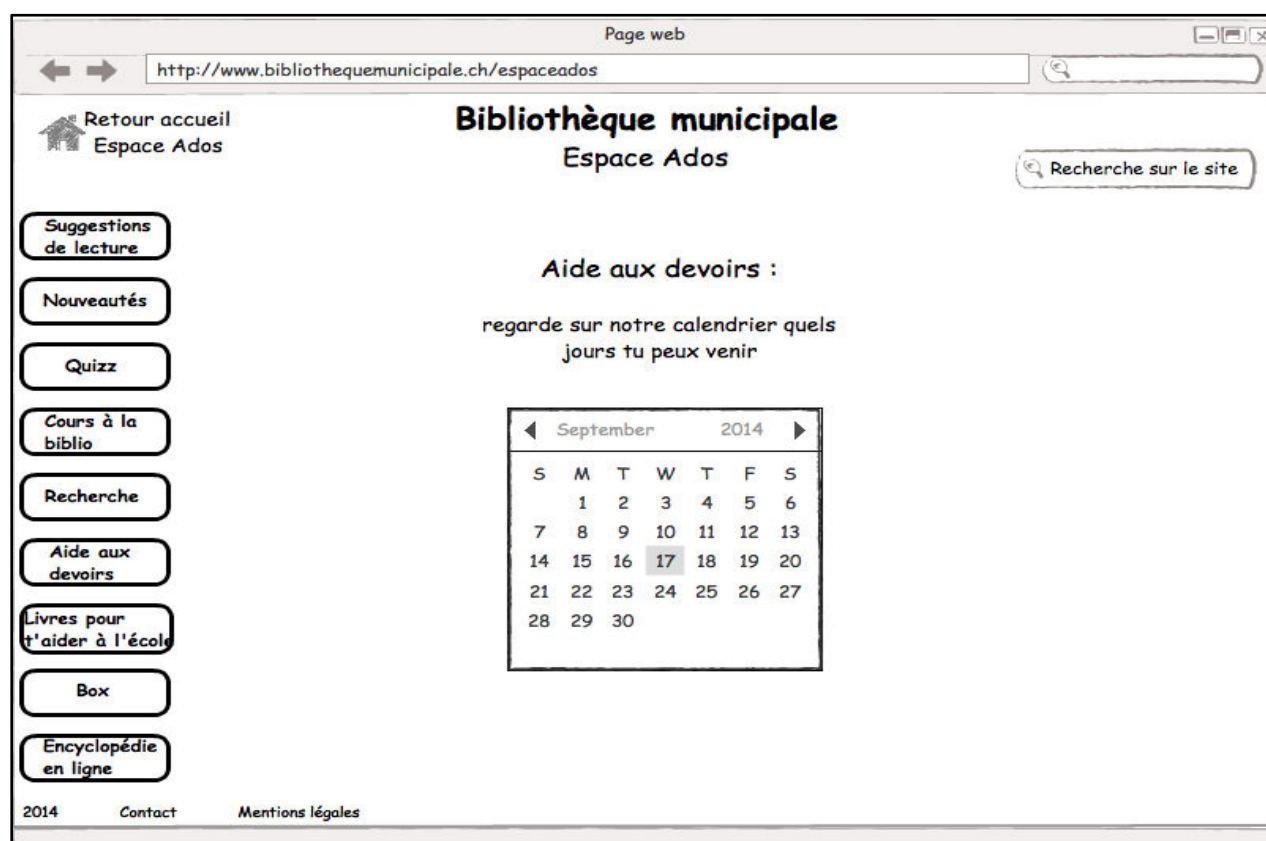 Page web
http://www.bibliothequemunicipale.ch/espaceados
Retour accueil
Espace Ados
Bibliothèque municipale
Espace Ados
Recherche sur le site
Suggestions
de lecture
Nouveautés
Quizz
Cours à la
biblio
Recherche
Aide aux
devoirs
Livres pour
t'aider à l'école
Box
Encyclopédie
en ligne
Aide aux devoirs :
regarde sur notre calendrier quels
jours tu peux venir
September 2014
S M T W T F S
1 2 3 4 5 6
7 8 9 10 11 12 13
14 15 16 17 18 19 20
21 22 23 24 25 26 27
28 29 30
2014 Contact Mentions légales